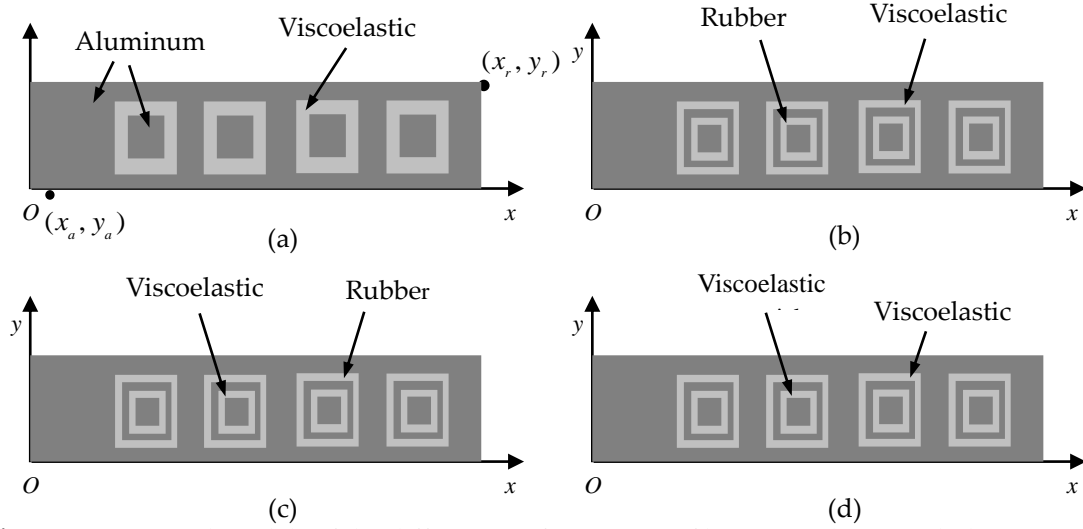 Aluminum
Viscoelastic
(x_r, y_r)
O
(x_a, y_a)
x
(a)
Rubber
Viscoelastic
y
O
x
(b)
Viscoelastic
Rubber
y
O
x
(c)
Viscoelastic
Viscoelastic
y
O
x
(d)